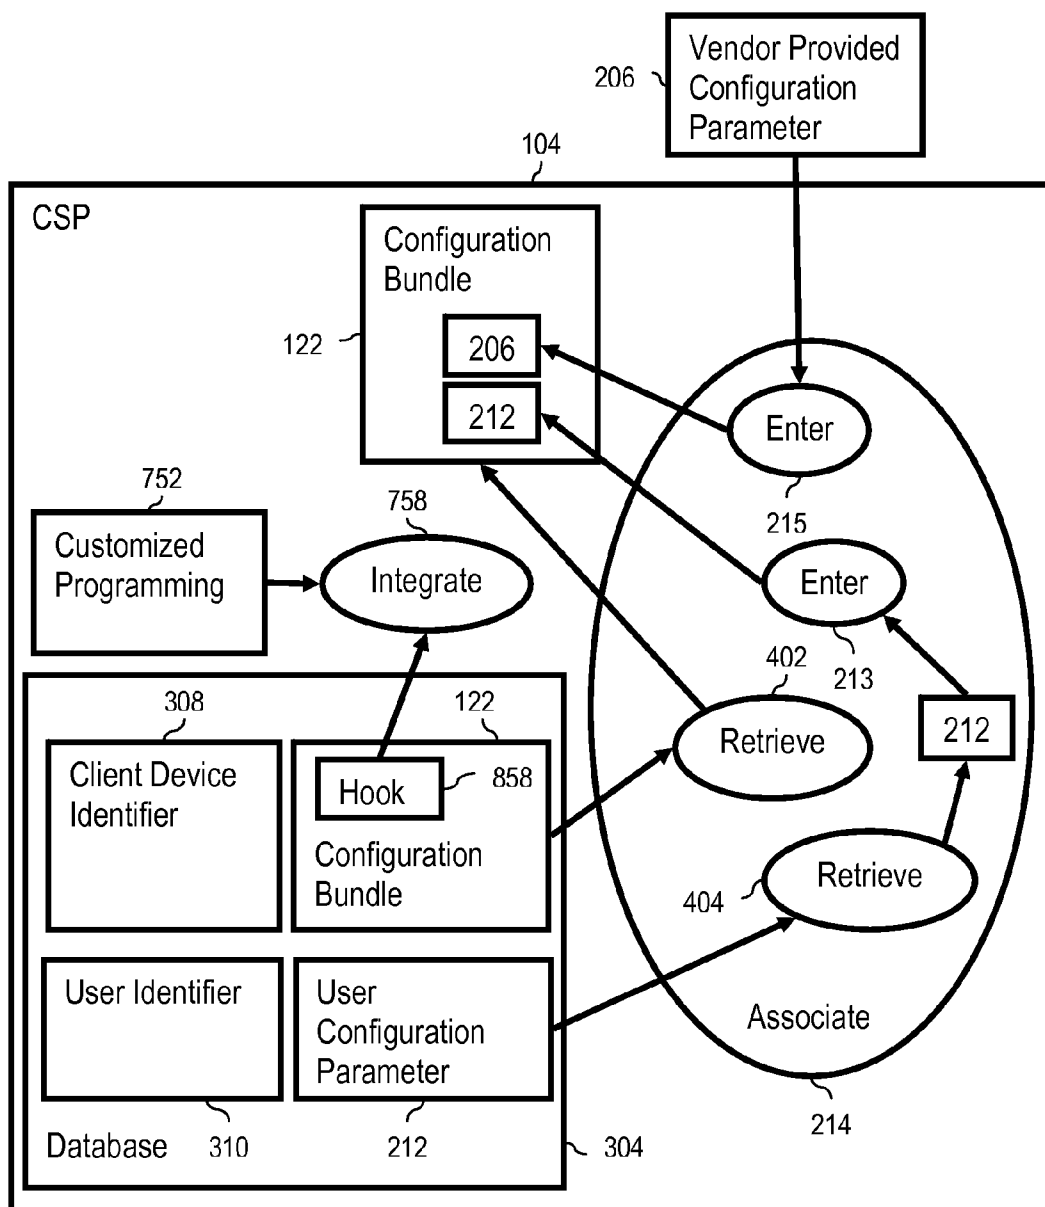 Vendor Provided
Configuration
Parameter
206
104
CSP
Configuration
Bundle
122
206
212
Enter
215
752
Customized
Programming
758
Integrate
Enter
213
402
Retrieve
212
308
122
Client Device
Identifier
Hook
858
Configuration
Bundle
Retrieve
404
User Identifier
User
Configuration
Parameter
Associate
214
Database
310
212
304